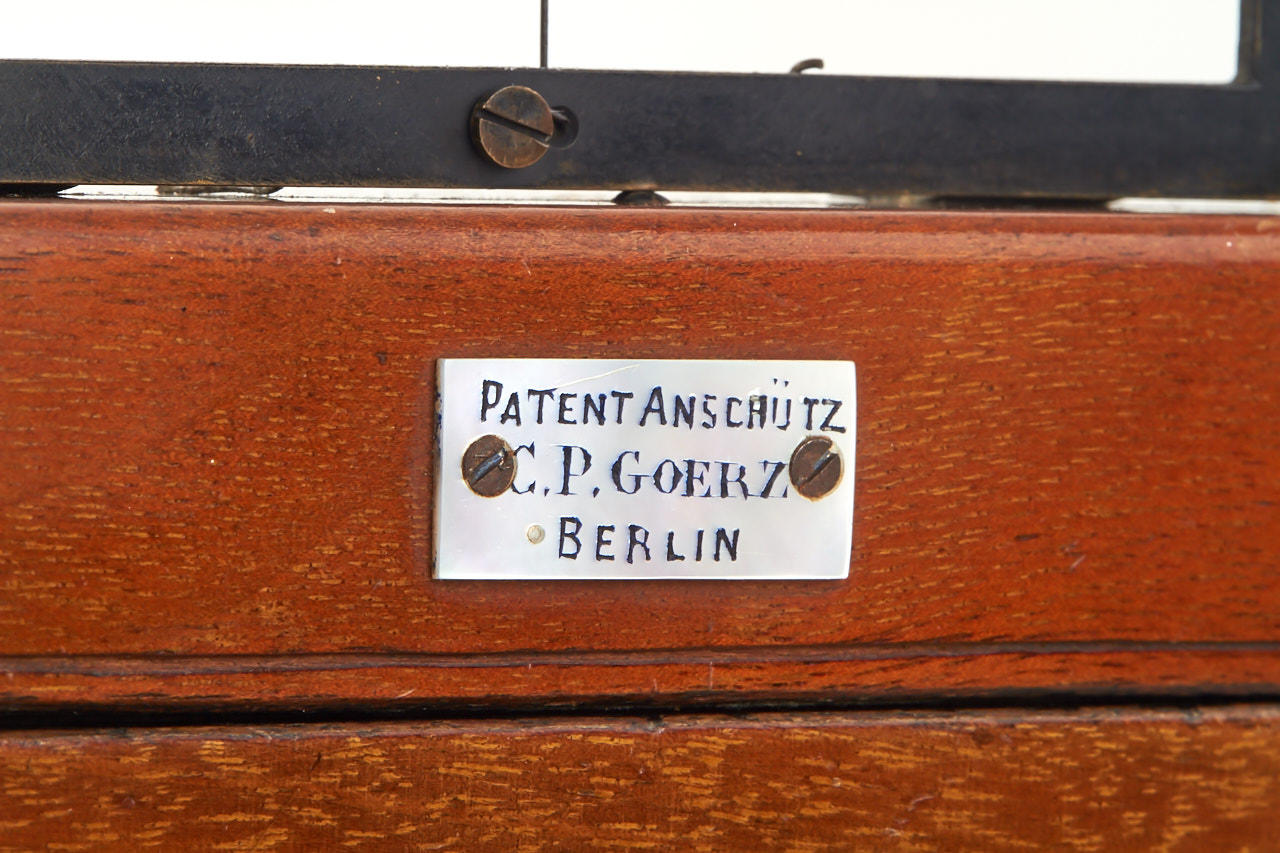 PATENT ANSCHÜTZ
C.P. GOERZ
BERLIN